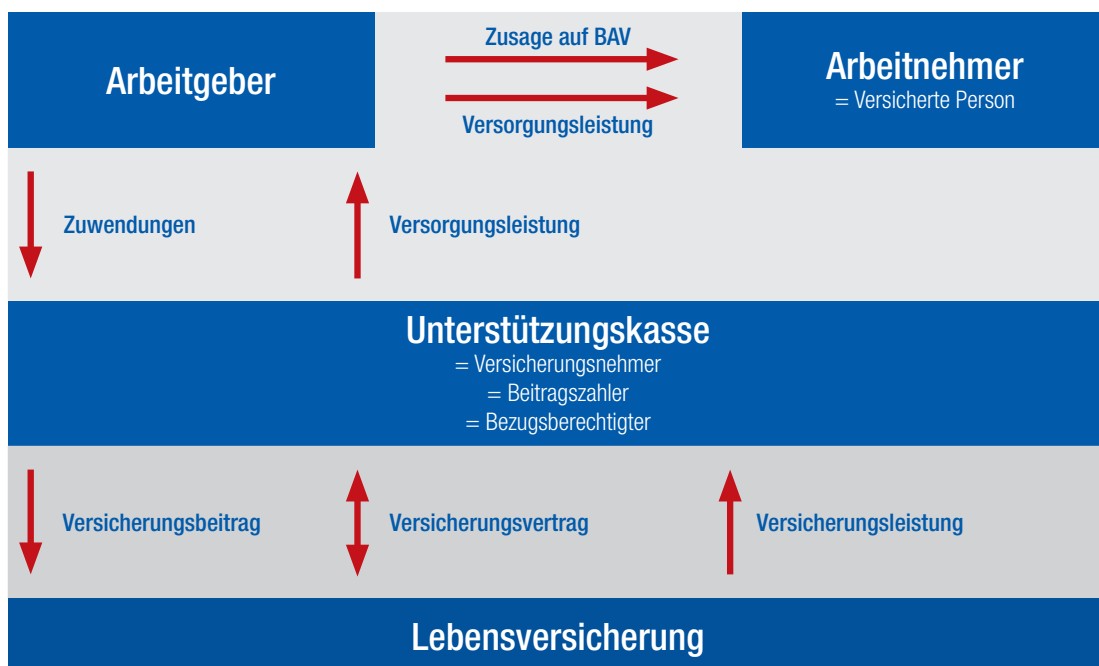 Arbeitgeber
Zusage auf BAV
Versorgungsleistung
Arbeitnehmer
= Versicherte Person
Zuwendungen
Versorgungsleistung
Unterstützungskasse
= Versicherungsnehmer
= Beitragszahler
= Bezugsberechtigter
Versicherungsbeitrag
Versicherungsvertrag
Versicherungsleistung
Lebensversicherung